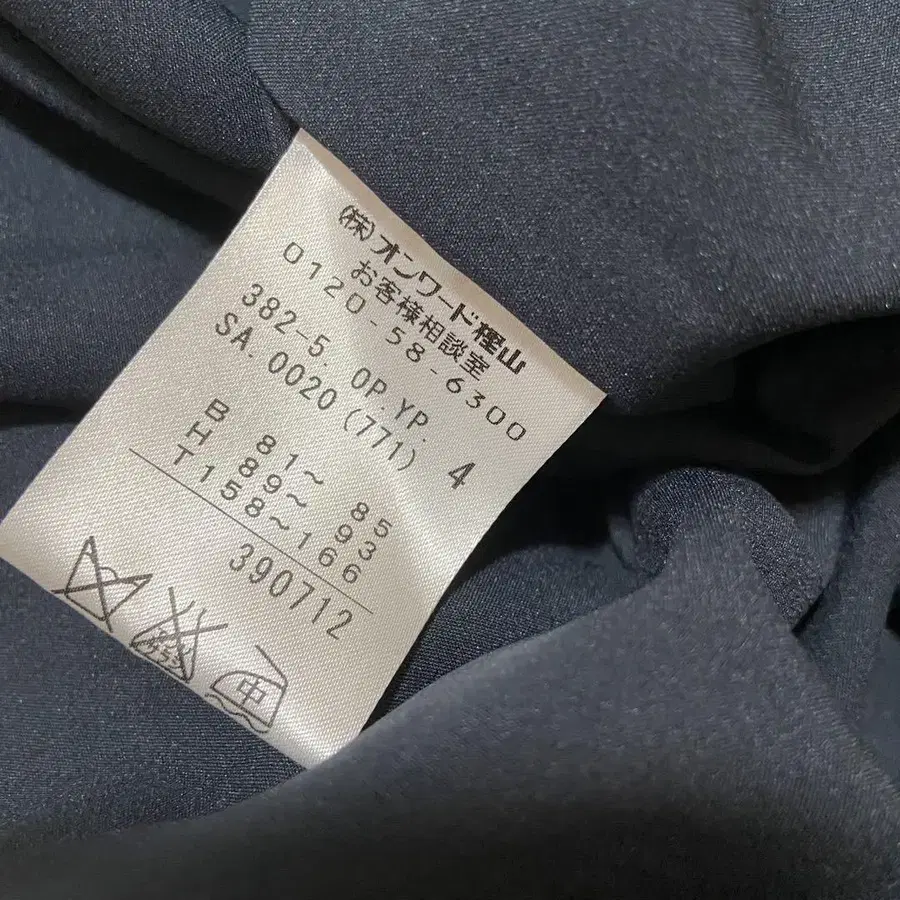 (株)オンワード樫山
お客様相談室
0120-58-6300
382-5. OP.YP.
SA.0020(771) 4
B 81~ 85
H 89~ 93
T158~166
390712
中